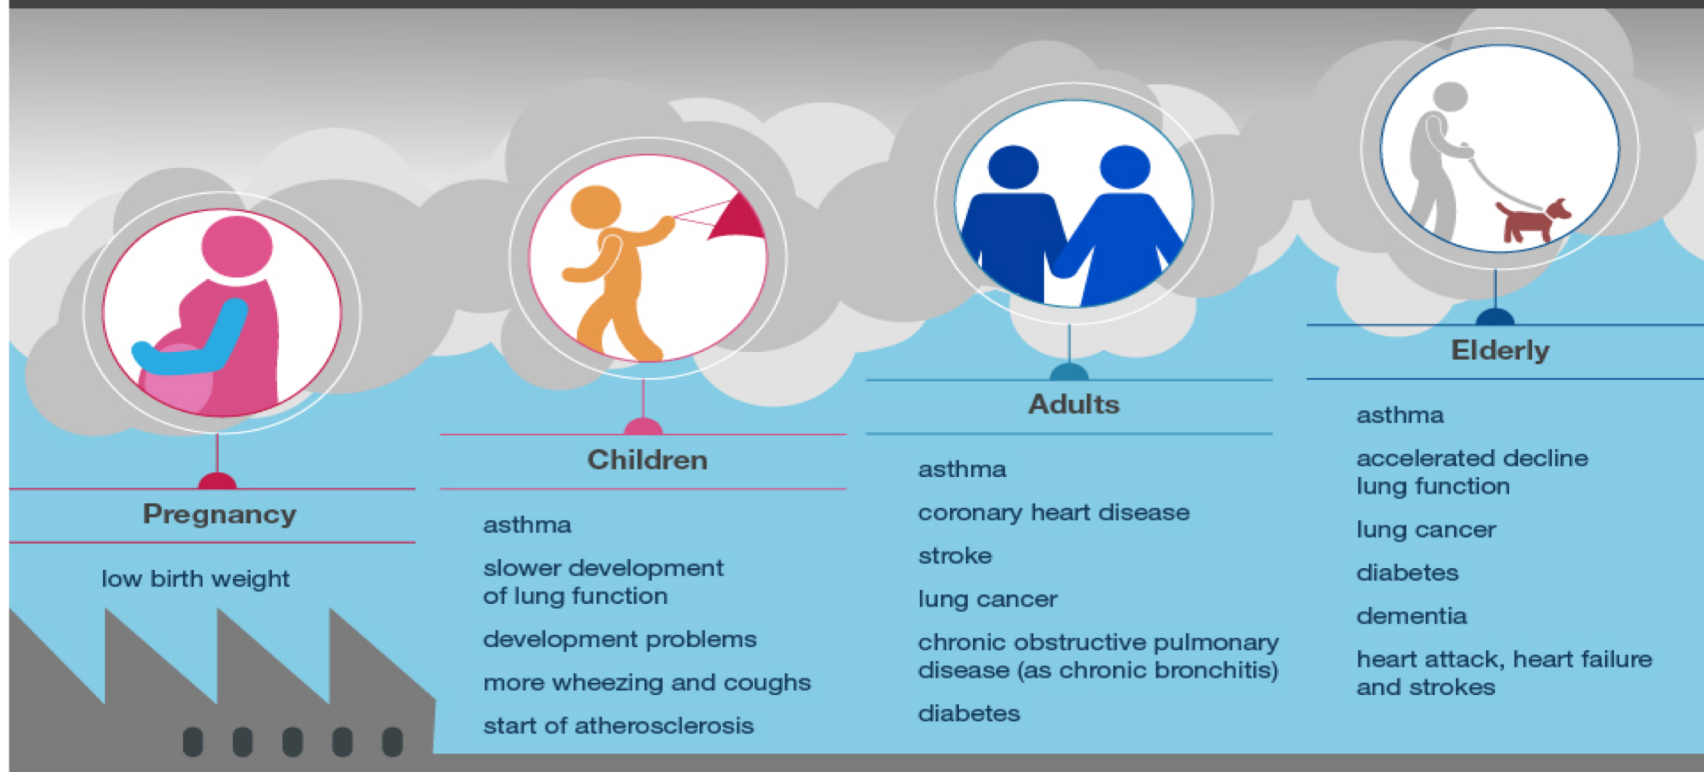 Pregnancy
low birth weight
Children
asthma
slower development
of lung function
development problems
more wheezing and coughs
start of atherosclerosis
Adults
asthma
coronary heart disease
stroke
lung cancer
chronic obstructive pulmonary
disease (as chronic bronchitis)
diabetes
Elderly
asthma
accelerated decline
lung function
lung cancer
diabetes
dementia
heart attack, heart failure
and strokes